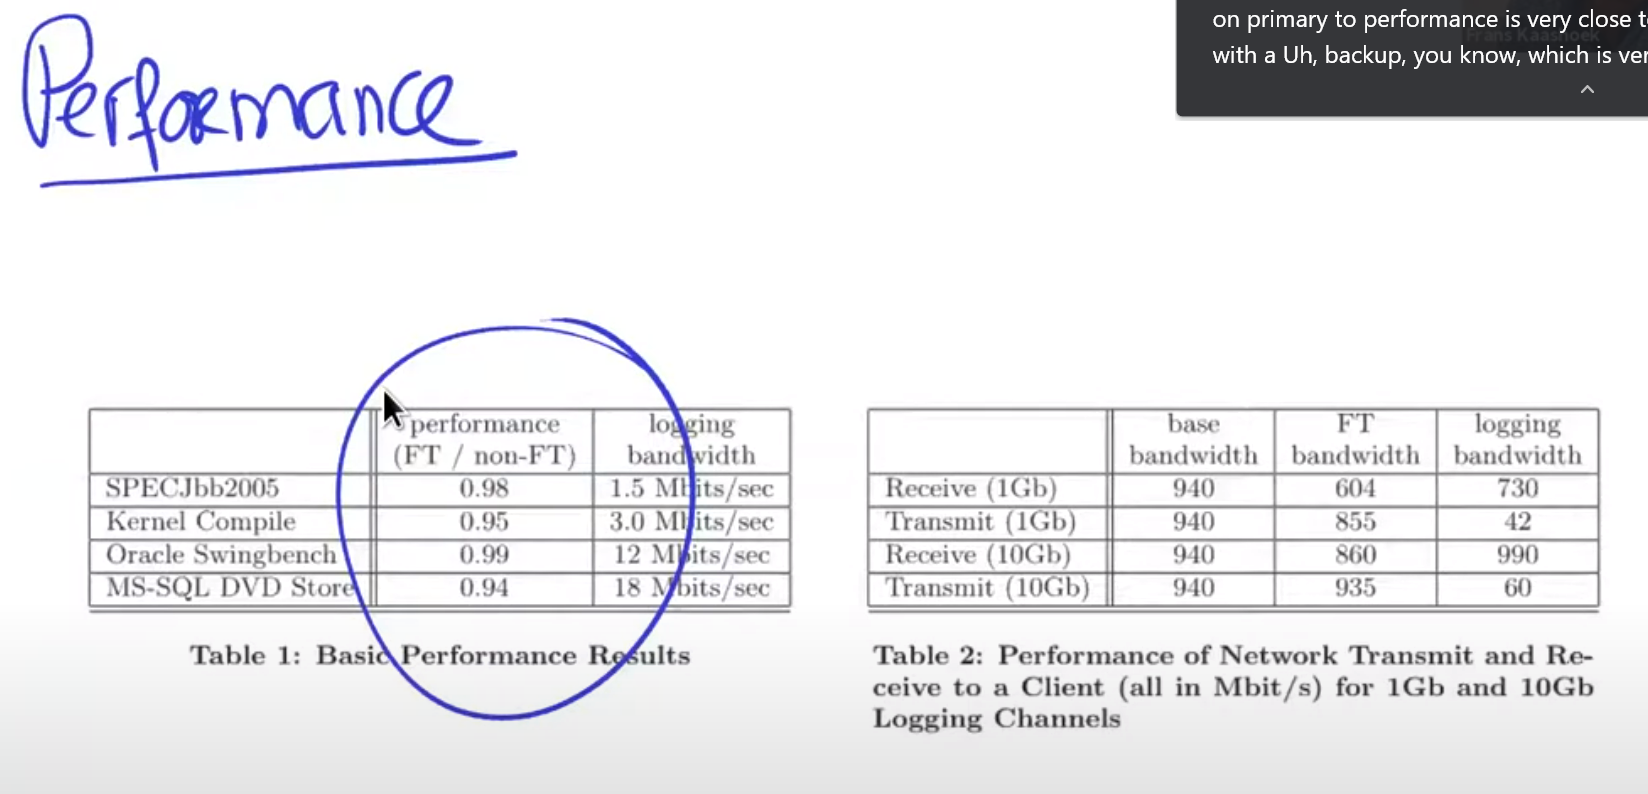 Performance
on primary to performance is very close t
Frans Kaashoek
with a Uh, backup, you know, which is ver
performance (FT / non-FT) logging bandwidth
SPECJbb2005 0.98 1.5 Mbits/sec
Kernel Compile 0.95 3.0 Mbits/sec
Oracle Swingbench 0.99 12 Mbits/sec
MS-SQL DVD Store 0.94 18 Mbits/sec
Table 1: Basic Performance Results
base bandwidth FT bandwidth logging bandwidth
Receive (1Gb) 940 604 730
Transmit (1Gb) 940 855 42
Receive (10Gb) 940 860 990
Transmit (10Gb) 940 935 60
Table 2: Performance of Network Transmit and Re-
ceive to a Client (all in Mbit/s) for 1Gb and 10Gb
Logging Channels